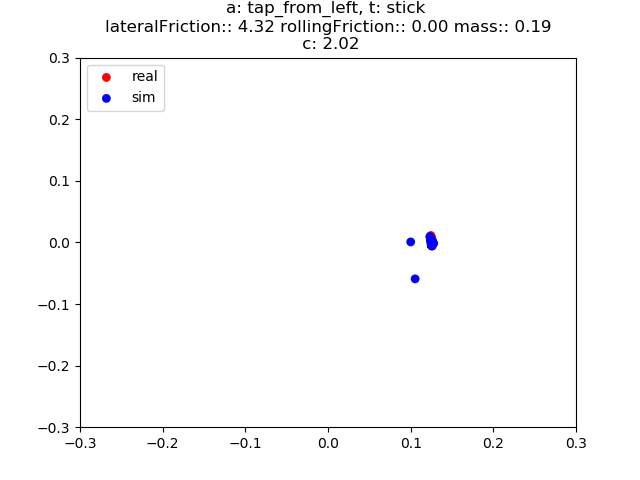 a: tap_from_left, t: stick
lateralFriction:: 4.32 rollingFriction:: 0.00 mass:: 0.19
c: 2.02
real
sim
0.3
0.2
0.1
0.0
−0.1
−0.2
−0.3
−0.3 −0.2 −0.1 0.0 0.1 0.2 0.3